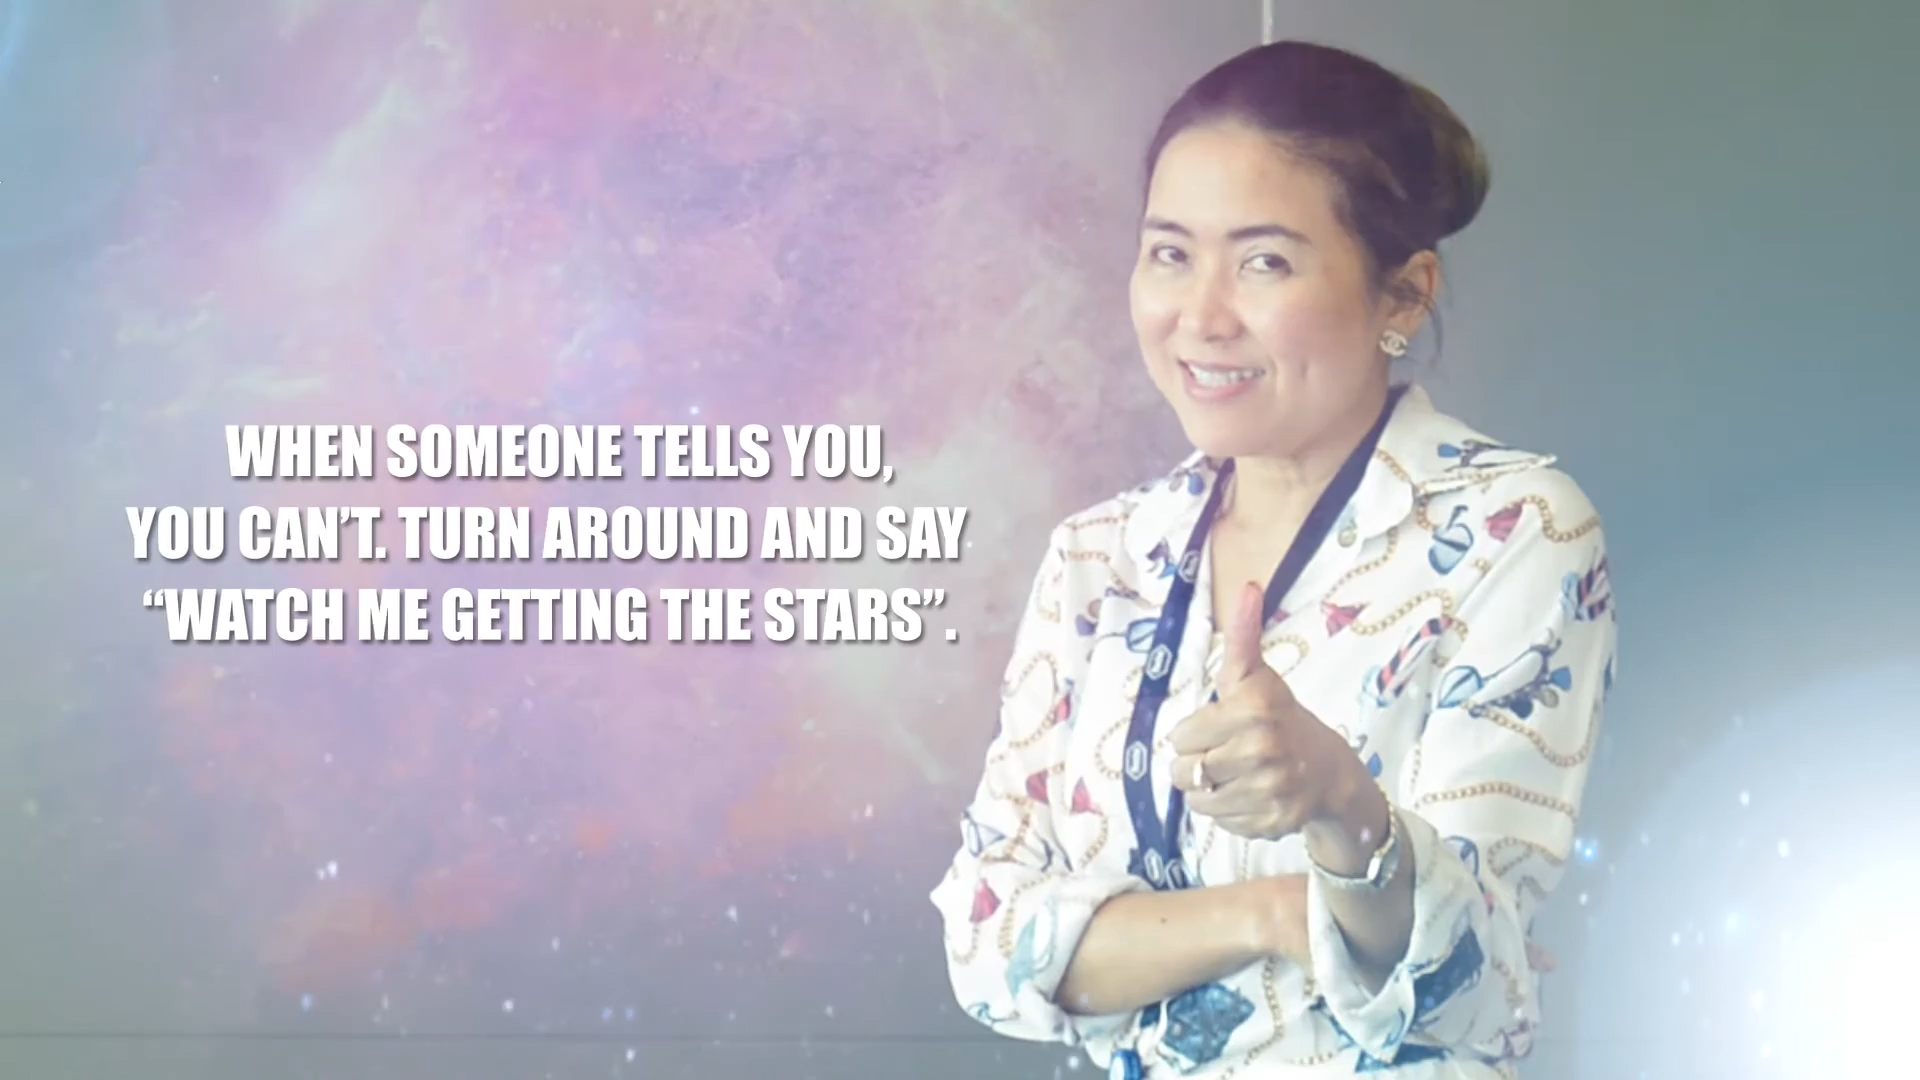 WHEN SOMEONE TELLS YOU,
YOU CAN’T. TURN AROUND AND SAY
“WATCH ME GETTING THE STARS”.